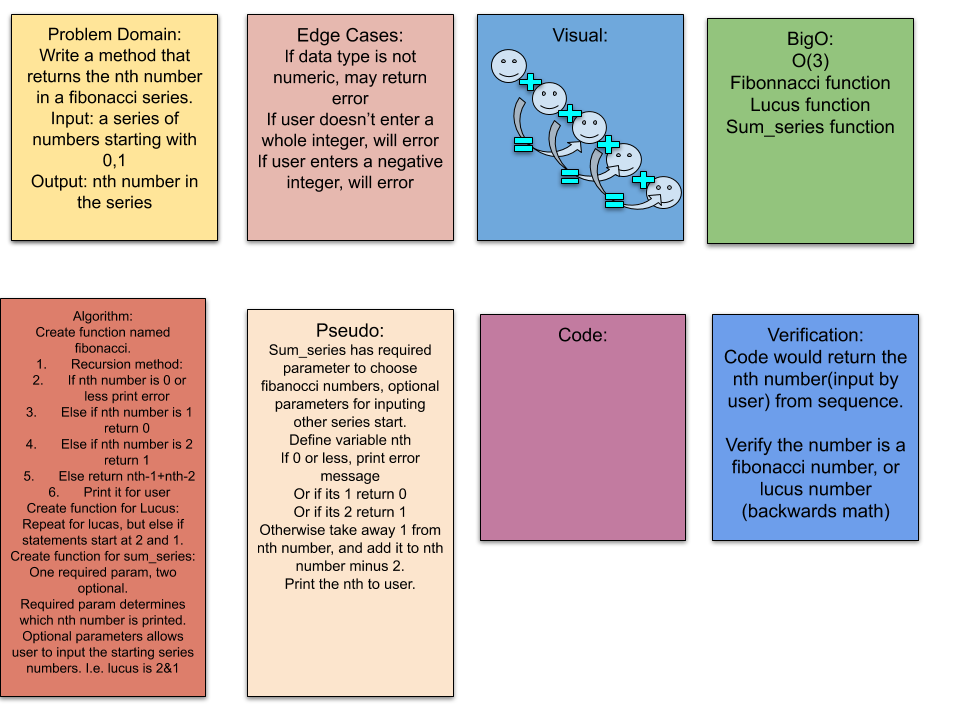 Problem Domain:
Write a method that
returns the nth number
in a fibonacci series.
Input: a series of
numbers starting with
0,1
Output: nth number in
the series
Edge Cases:
If data type is not
numeric, may return
error
If user doesn't enter a
whole integer, will error
If user enters a negative
integer, will error
Visual:
BigO:
O(3)
Fibonnacci function
Lucus function
Sum_series function
Algorithm:
Create function named
fibonacci.
1. Recursion method:
2. If nth number is 0 or
less print error
3. Else if nth number is 1
return 0
4. Else if nth number is 2
return 1
5. Else return nth-1+nth-2
6. Print it for user
Create function for Lucus:
Repeat for lucas, but else if
statements start at 2 and 1.
Create function for sum_series:
One required param, two
optional.
Required param determines
which nth number is printed.
Optional parameters allows
user to input the starting series
numbers. I.e. lucus is 2&1
Pseudo:
Sum_series has required
parameter to choose
fibanocci numbers, optional
parameters for inputing
other series start.
Define variable nth
If 0 or less, print error
message
Or if its 1 return 0
Or if its 2 return 1
Otherwise take away 1 from
nth number, and add it to nth
number minus 2.
Print the nth to user.
Code:
Verification:
Code would return the
nth number(input by
user) from sequence.
Verify the number is a
fibonacci number, or
lucus number
(backwards math)